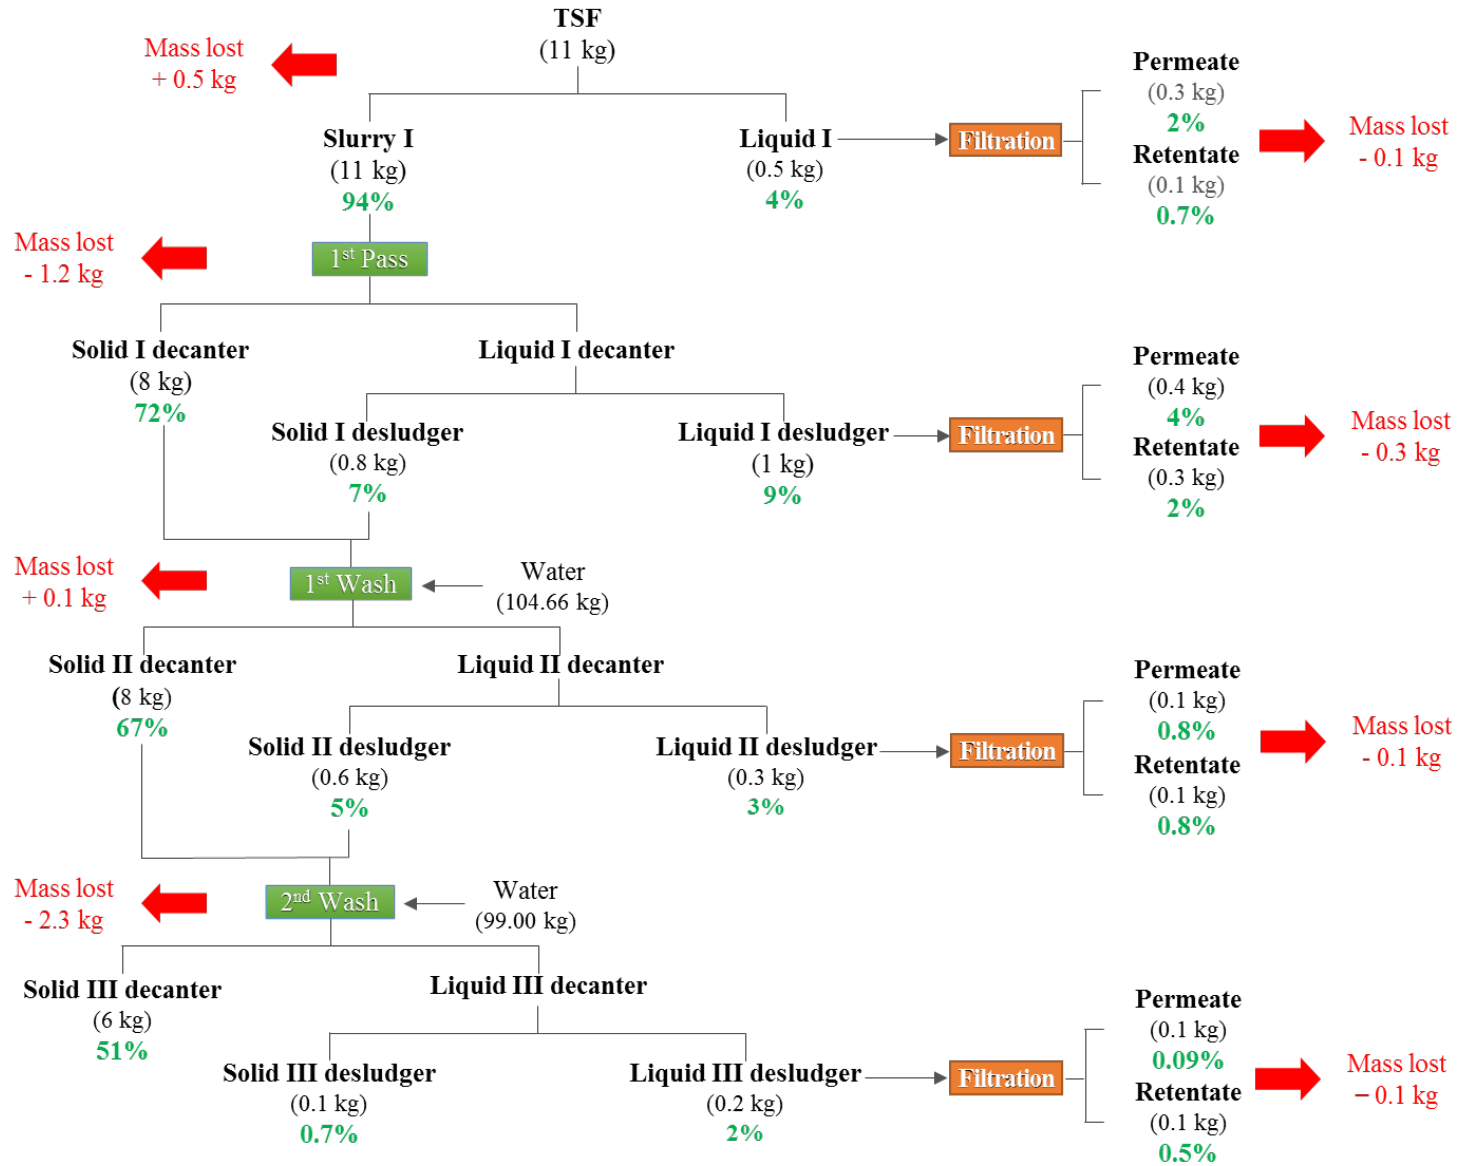 TSF
(11 kg)
Mass lost
+ 0.5 kg
Slurry I
(11 kg)
94%
Liquid I
(0.5 kg)
4%
Filtration
Permeate
(0.3 kg)
2%
Retentate
(0.1 kg)
0.7%
Mass lost
- 0.1 kg
Mass lost
- 1.2 kg
1st Pass
Solid I decanter
(8 kg)
72%
Liquid I decanter
Solid I desludger
(0.8 kg)
7%
Liquid I desludger
(1 kg)
9%
Filtration
Permeate
(0.4 kg)
4%
Retentate
(0.3 kg)
2%
Mass lost
- 0.3 kg
Mass lost
+ 0.1 kg
1st Wash
Water
(104.66 kg)
Solid II decanter
(8 kg)
67%
Liquid II decanter
Solid II desludger
(0.6 kg)
5%
Liquid II desludger
(0.3 kg)
3%
Filtration
Permeate
(0.1 kg)
0.8%
Retentate
(0.1 kg)
0.8%
Mass lost
- 0.1 kg
Mass lost
- 2.3 kg
2nd Wash
Water
(99.00 kg)
Solid III decanter
(6 kg)
51%
Liquid III decanter
Solid III desludger
(0.1 kg)
0.7%
Liquid III desludger
(0.2 kg)
2%
Filtration
Permeate
(0.1 kg)
0.09%
Retentate
(0.1 kg)
0.5%
Mass lost
– 0.1 kg